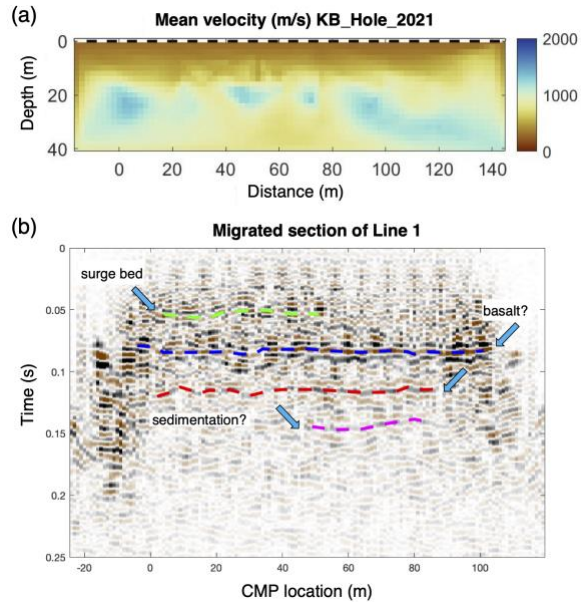 (a)
Mean velocity (m/s) KB_Hole_2021
Depth (m)
0
20
40
0 20 40 60 80 100 120 140
Distance (m)
2000
1000
0
(b)
Migrated section of Line 1
Time (s)
0
0.05
0.1
0.15
0.2
0.25
surge bed
basalt?
sedimentation?
-20 0 20 40 60 80 100
CMP location (m)